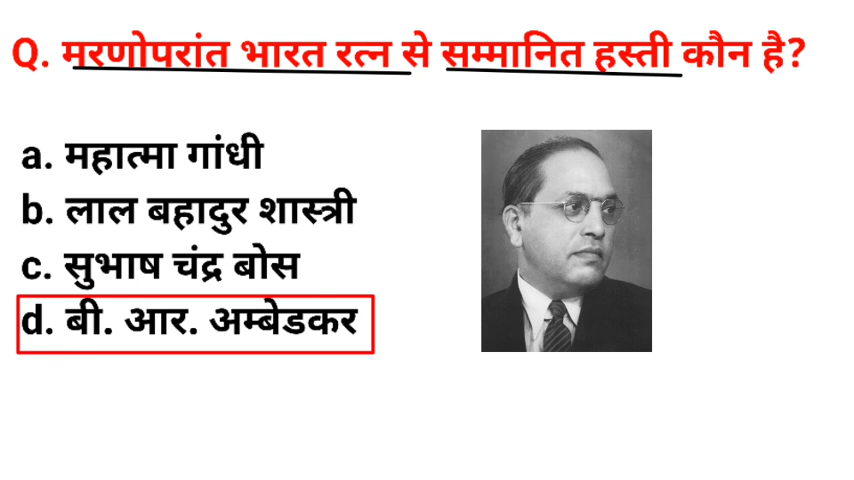 Q. मरणोपरांत भारत रत्न से सम्मानित हस्ती कौन है?
a. महात्मा गांधी
b. लाल बहादुर शास्त्री
c. सुभाष चंद्र बोस
d. बी. आर. अम्बेडकर